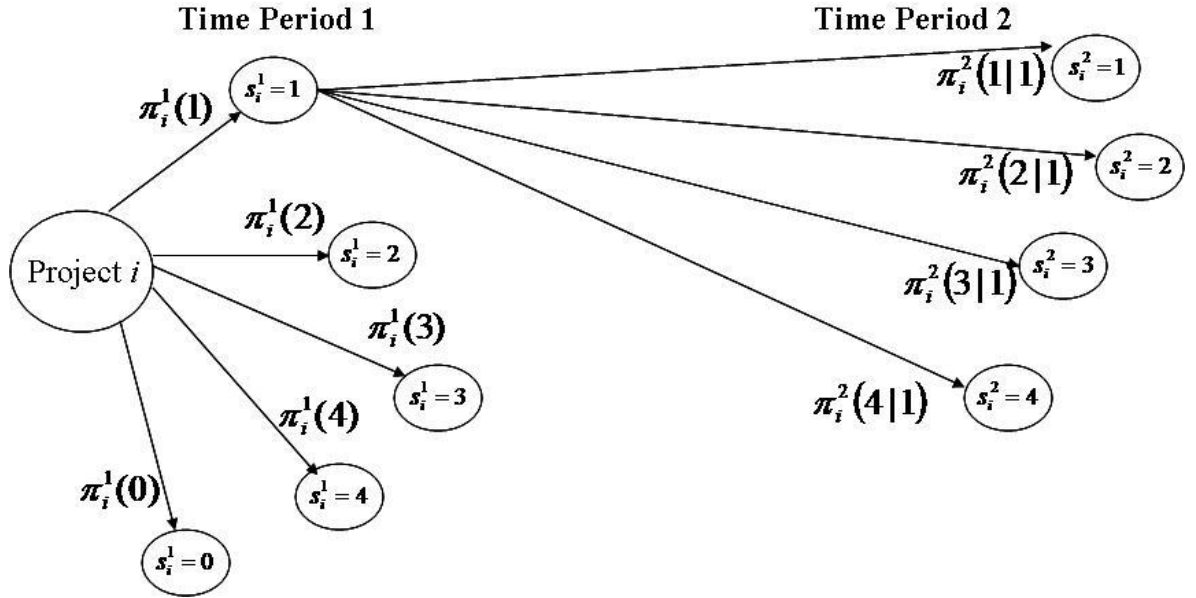 Time Period 1
Time Period 2
s_i^1 = 1
π_i^1(1)
π_i^2(1|1)
s_i^2 = 1
π_i^2(2|1)
s_i^2 = 2
π_i^1(2)
s_i^1 = 2
Project i
π_i^2(3|1)
s_i^2 = 3
π_i^1(3)
s_i^1 = 3
π_i^2(4|1)
s_i^2 = 4
π_i^1(4)
s_i^1 = 4
π_i^1(0)
s_i^1 = 0